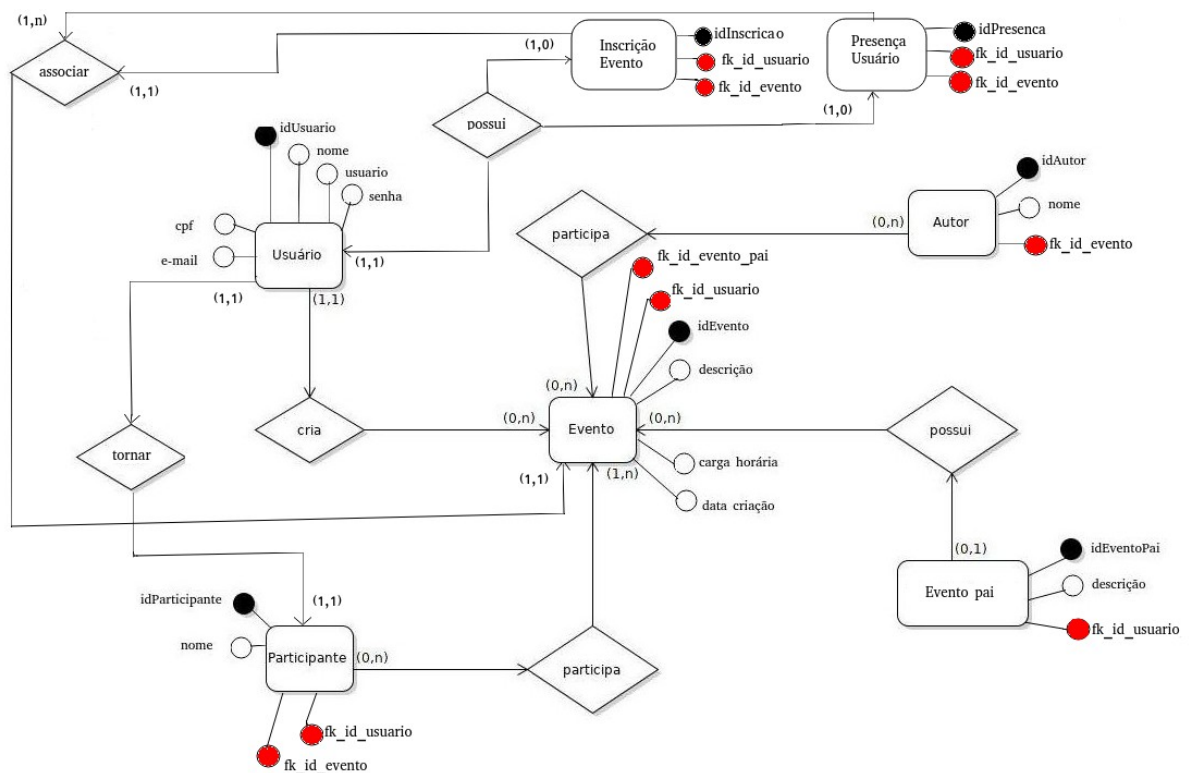 (1,n)
associar
(1,1)
(1,0)
Inscrição
Evento
idInscricao
fk_id_usuario
fk_id_evento
Presença
Usuário
idPresenca
fk_id_usuario
fk_id_evento
(1,0)
possui
idUsuario
nome
usuario
senha
cpf
e-mail
Usuário
(1,1)
(1,1)
(1,1)
participa
(0,n)
Autor
idAutor
nome
fk_id_evento
fk_id_evento_pai
fk_id_usuario
idEvento
descrição
(0,n)
cria
(0,n)
Evento
(0,n)
possui
carga horária
data criação
(1,1)
(1,n)
tornar
(0,1)
Evento pai
idEventoPai
descrição
fk_id_usuario
idParticipante
nome
(1,1)
Participante
(0,n)
participa
fk_id_usuario
fk_id_evento